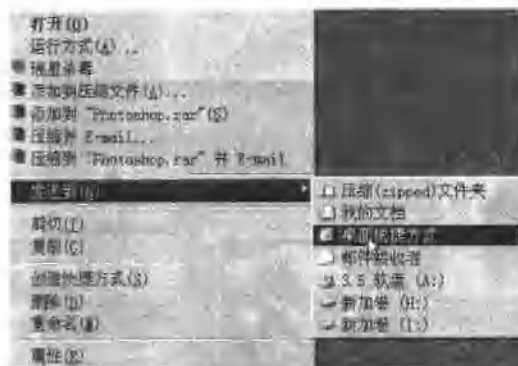 打开(O)
运行方式(A)...
瑞星杀毒
添加到压缩文件(A)...
添加到 "Photoshop.rar"(S)
压缩并 E-mail...
压缩到 "Photoshop.rar" 并 E-mail
发送到(N)
剪切(T)
复制(C)
创建快捷方式(S)
删除(D)
重命名(M)
属性(R)
压缩(zipped)文件夹
我的文档
桌面快捷方式
邮件接收者
3.5 软盘 (A:)
新加卷 (H:)
新加卷 (I:)